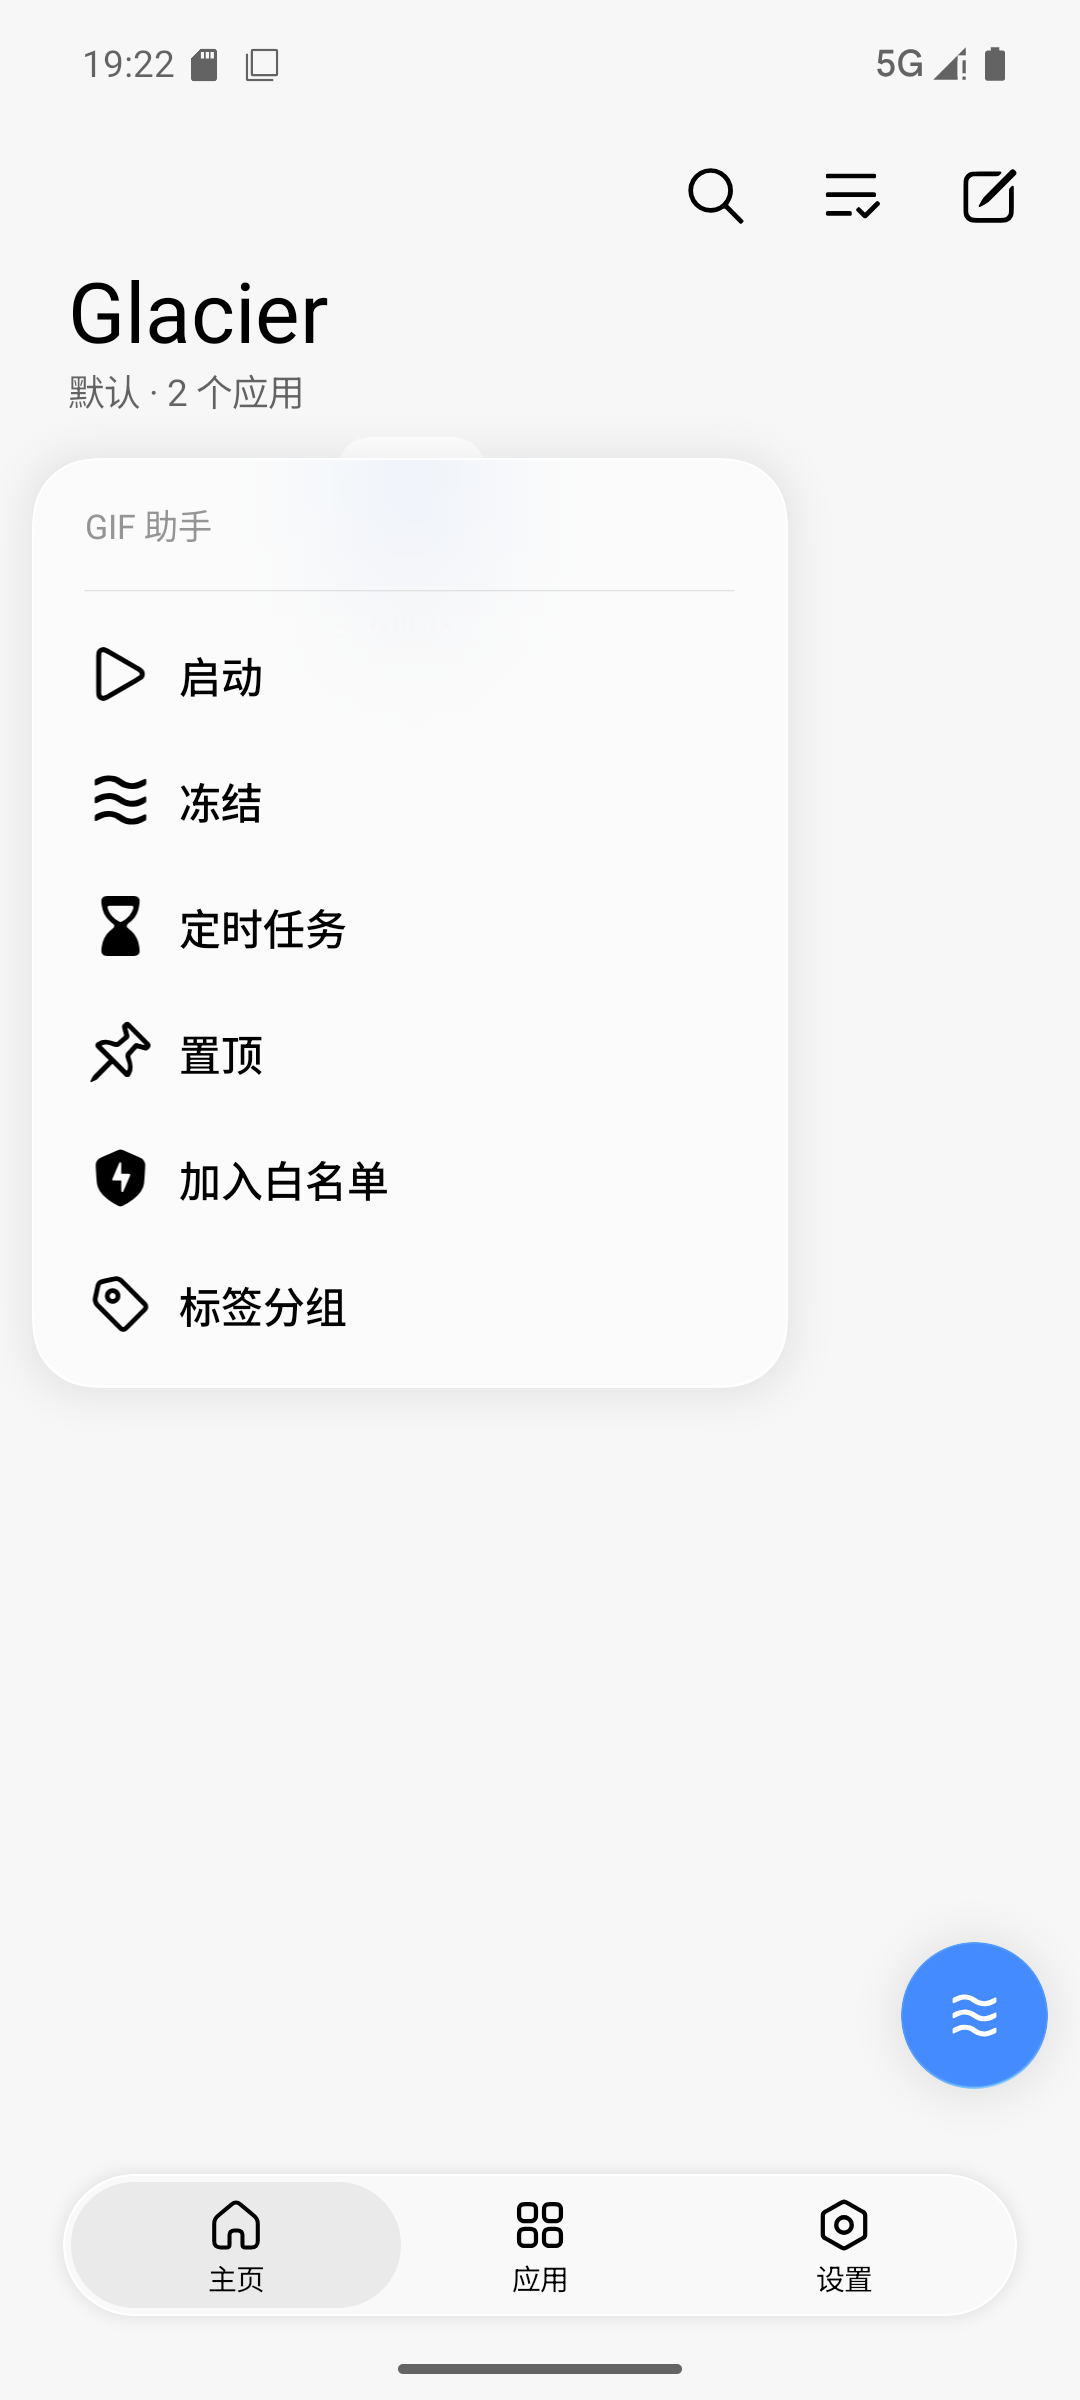 19:22
5G
Glacier
默认 · 2 个应用
GIF 助手
启动
冻结
定时任务
置顶
加入白名单
标签分组
主页
应用
设置